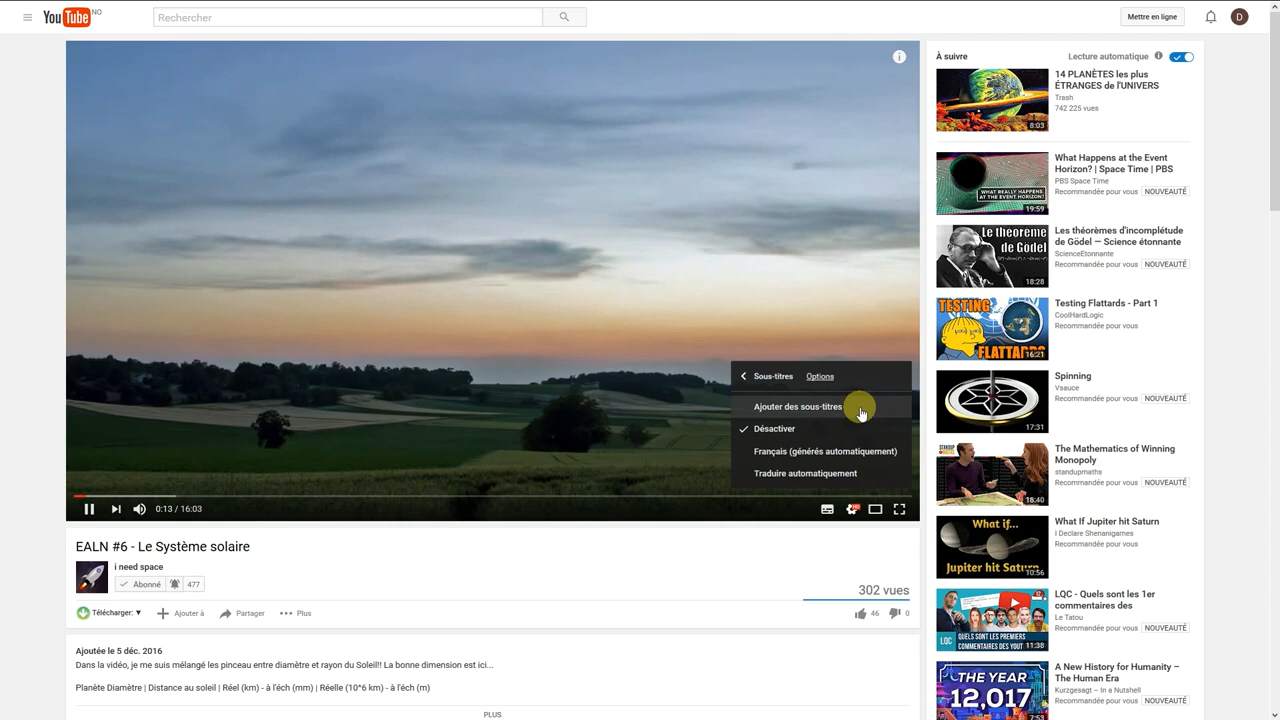 YouTube NO
Rechercher
Mettre en ligne
D
Sous-titres Options
Ajouter des sous-titres
Désactiver
Français (générés automatiquement)
Traduire automatiquement
0:13 / 16:03
HD
EALN #6 - Le Système solaire
i need space
Abonné 477
302 vues
Télécharger: ▼ Ajouter à Partager Plus
46 0
Ajoutée le 5 déc. 2016
Dans la vidéo, je me suis mélangé les pinceau entre diamètre et rayon du Soleil!! La bonne dimension est ici...
Planète Diamètre | Distance au soleil | Réel (km) - à l'éch (mm) | Réelle (10^6 km) - à l'éch (m)
PLUS
À suivre
Lecture automatique
8:03
14 PLANÈTES les plus
ÉTRANGES de l'UNIVERS
Trash
742 225 vues
WHAT REALLY HAPPENS
AT THE EVENT HORIZON?
19:59
What Happens at the Event
Horizon? | Space Time | PBS
PBS Space Time
Recommandée pour vous NOUVEAUTÉ
Le théorème
de Gödel
18:28
Les théorèmes d'incomplétude
de Gödel — Science étonnante
ScienceEtonnante
Recommandée pour vous NOUVEAUTÉ
TESTING
FLATTARDS
16:21
Testing Flattards - Part 1
CoolHardLogic
Recommandée pour vous
17:31
Spinning
Vsauce
Recommandée pour vous NOUVEAUTÉ
STANDUP
MATHS
18:40
The Mathematics of Winning
Monopoly
standupmaths
Recommandée pour vous NOUVEAUTÉ
What if...
Jupiter hit Saturn
10:56
What If Jupiter hit Saturn
I Declare Shenanigames
Recommandée pour vous
LQC
QUELS SONT LES PREMIERS
COMMENTAIRES DES YOUT
11:38
LQC - Quels sont les 1er
commentaires des
Le Tatou
Recommandée pour vous NOUVEAUTÉ
THE YEAR
12,017
7:53
A New History for Humanity –
The Human Era
Kurzgesagt – In a Nutshell
Recommandée pour vous NOUVEAUTÉ